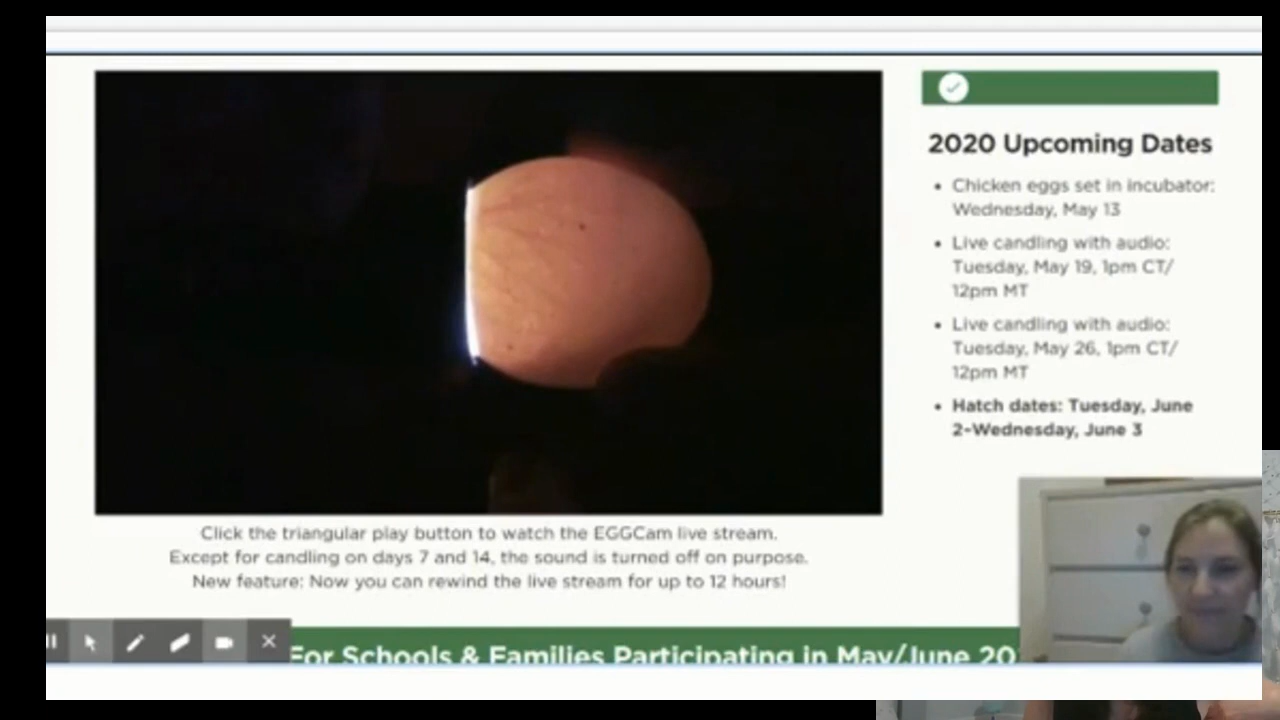 2020 Upcoming Dates
• Chicken eggs set in incubator:
Wednesday, May 13
• Live candling with audio:
Tuesday, May 19, 1pm CT/
12pm MT
• Live candling with audio:
Tuesday, May 26, 1pm CT/
12pm MT
• Hatch dates: Tuesday, June
2-Wednesday, June 3
Click the triangular play button to watch the EGGCam live stream.
Except for candling on days 7 and 14, the sound is turned off on purpose.
New feature: Now you can rewind the live stream for up to 12 hours!
For Schools & Families Participating in May/June 20